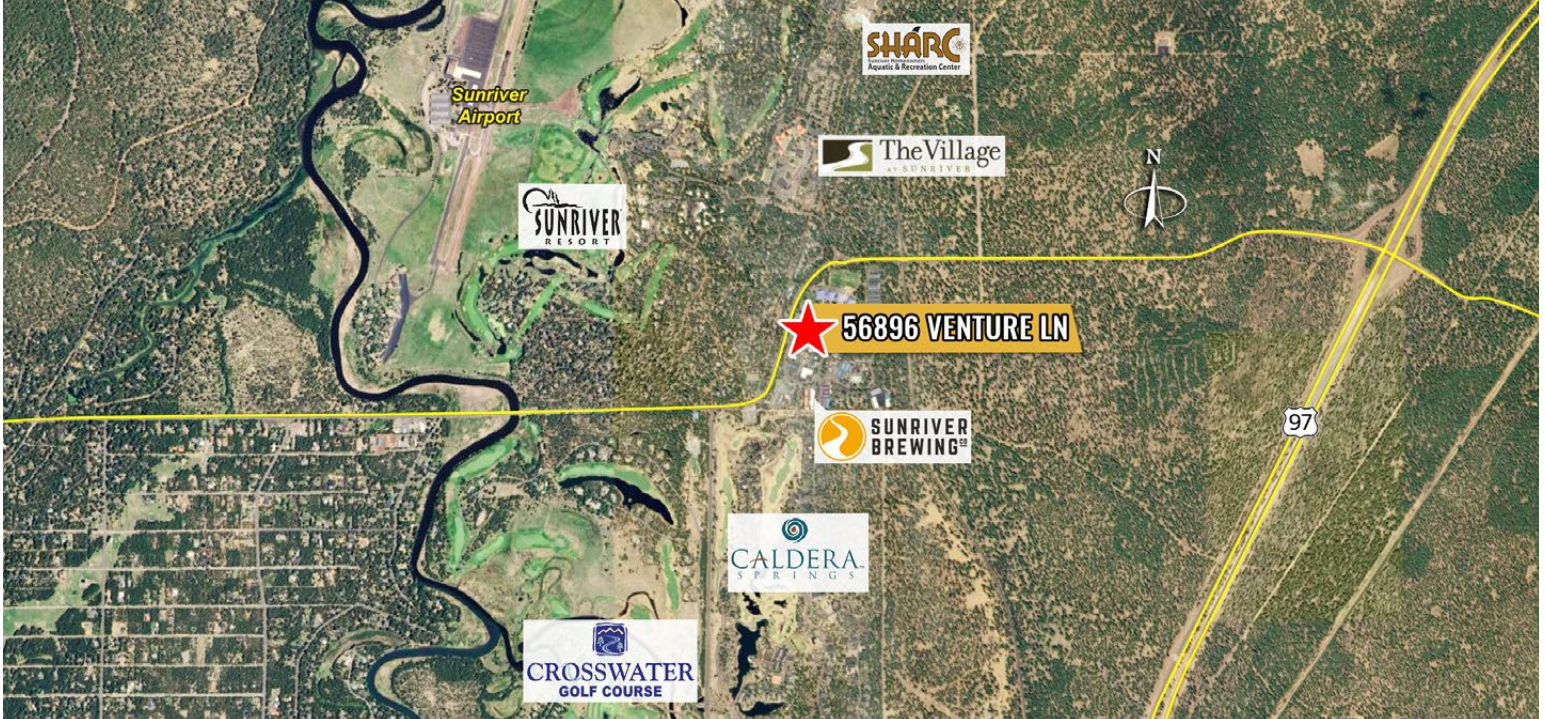 SHARC
Sunriver Homeowners
Aquatic & Recreation Center
Sunriver
Airport
The Village
AT SUNRIVER
N
SUNRIVER
RESORT
56896 VENTURE LN
97
SUNRIVER
BREWING CO
CALDERA
SPRINGS
CROSSWATER
GOLF COURSE